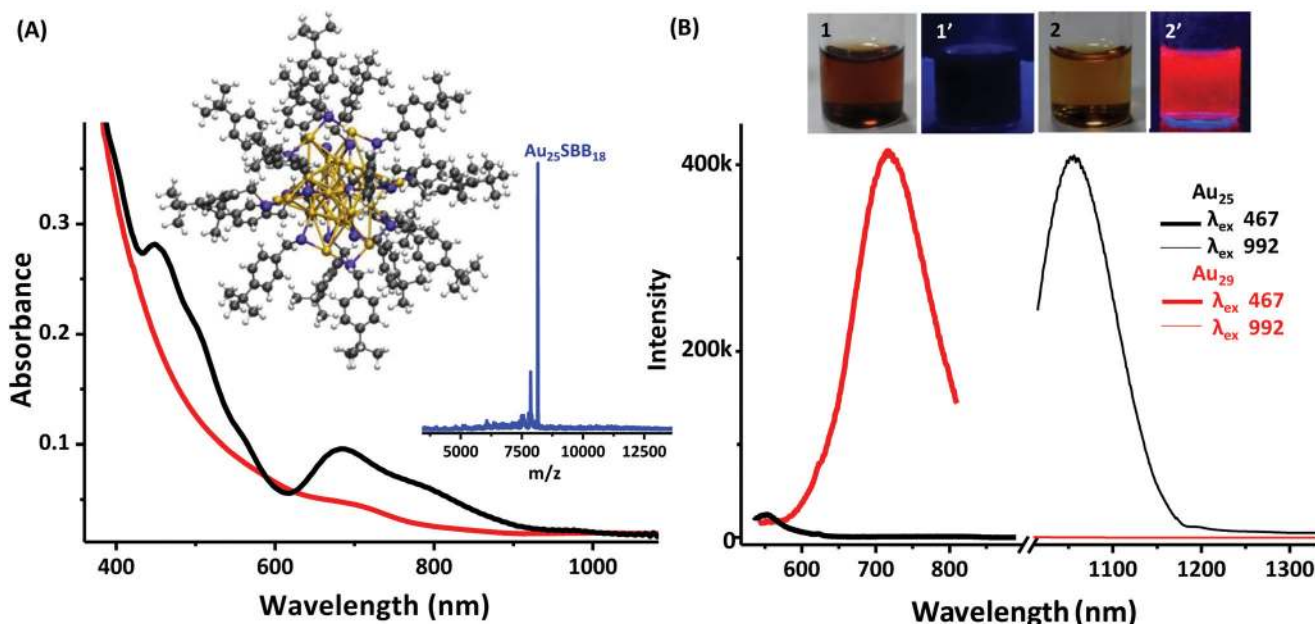 (A)
Au25SBB18
0.3
0.2
0.1
Absorbance
5000 7500 10000 12500
m/z
400 600 800 1000
Wavelength (nm)
(B)
1 1' 2 2'
400k
200k
0
Intensity
Au25
λex 467
λex 992
Au29
λex 467
λex 992
600 700 800 1100 1200 1300
Wavelength (nm)